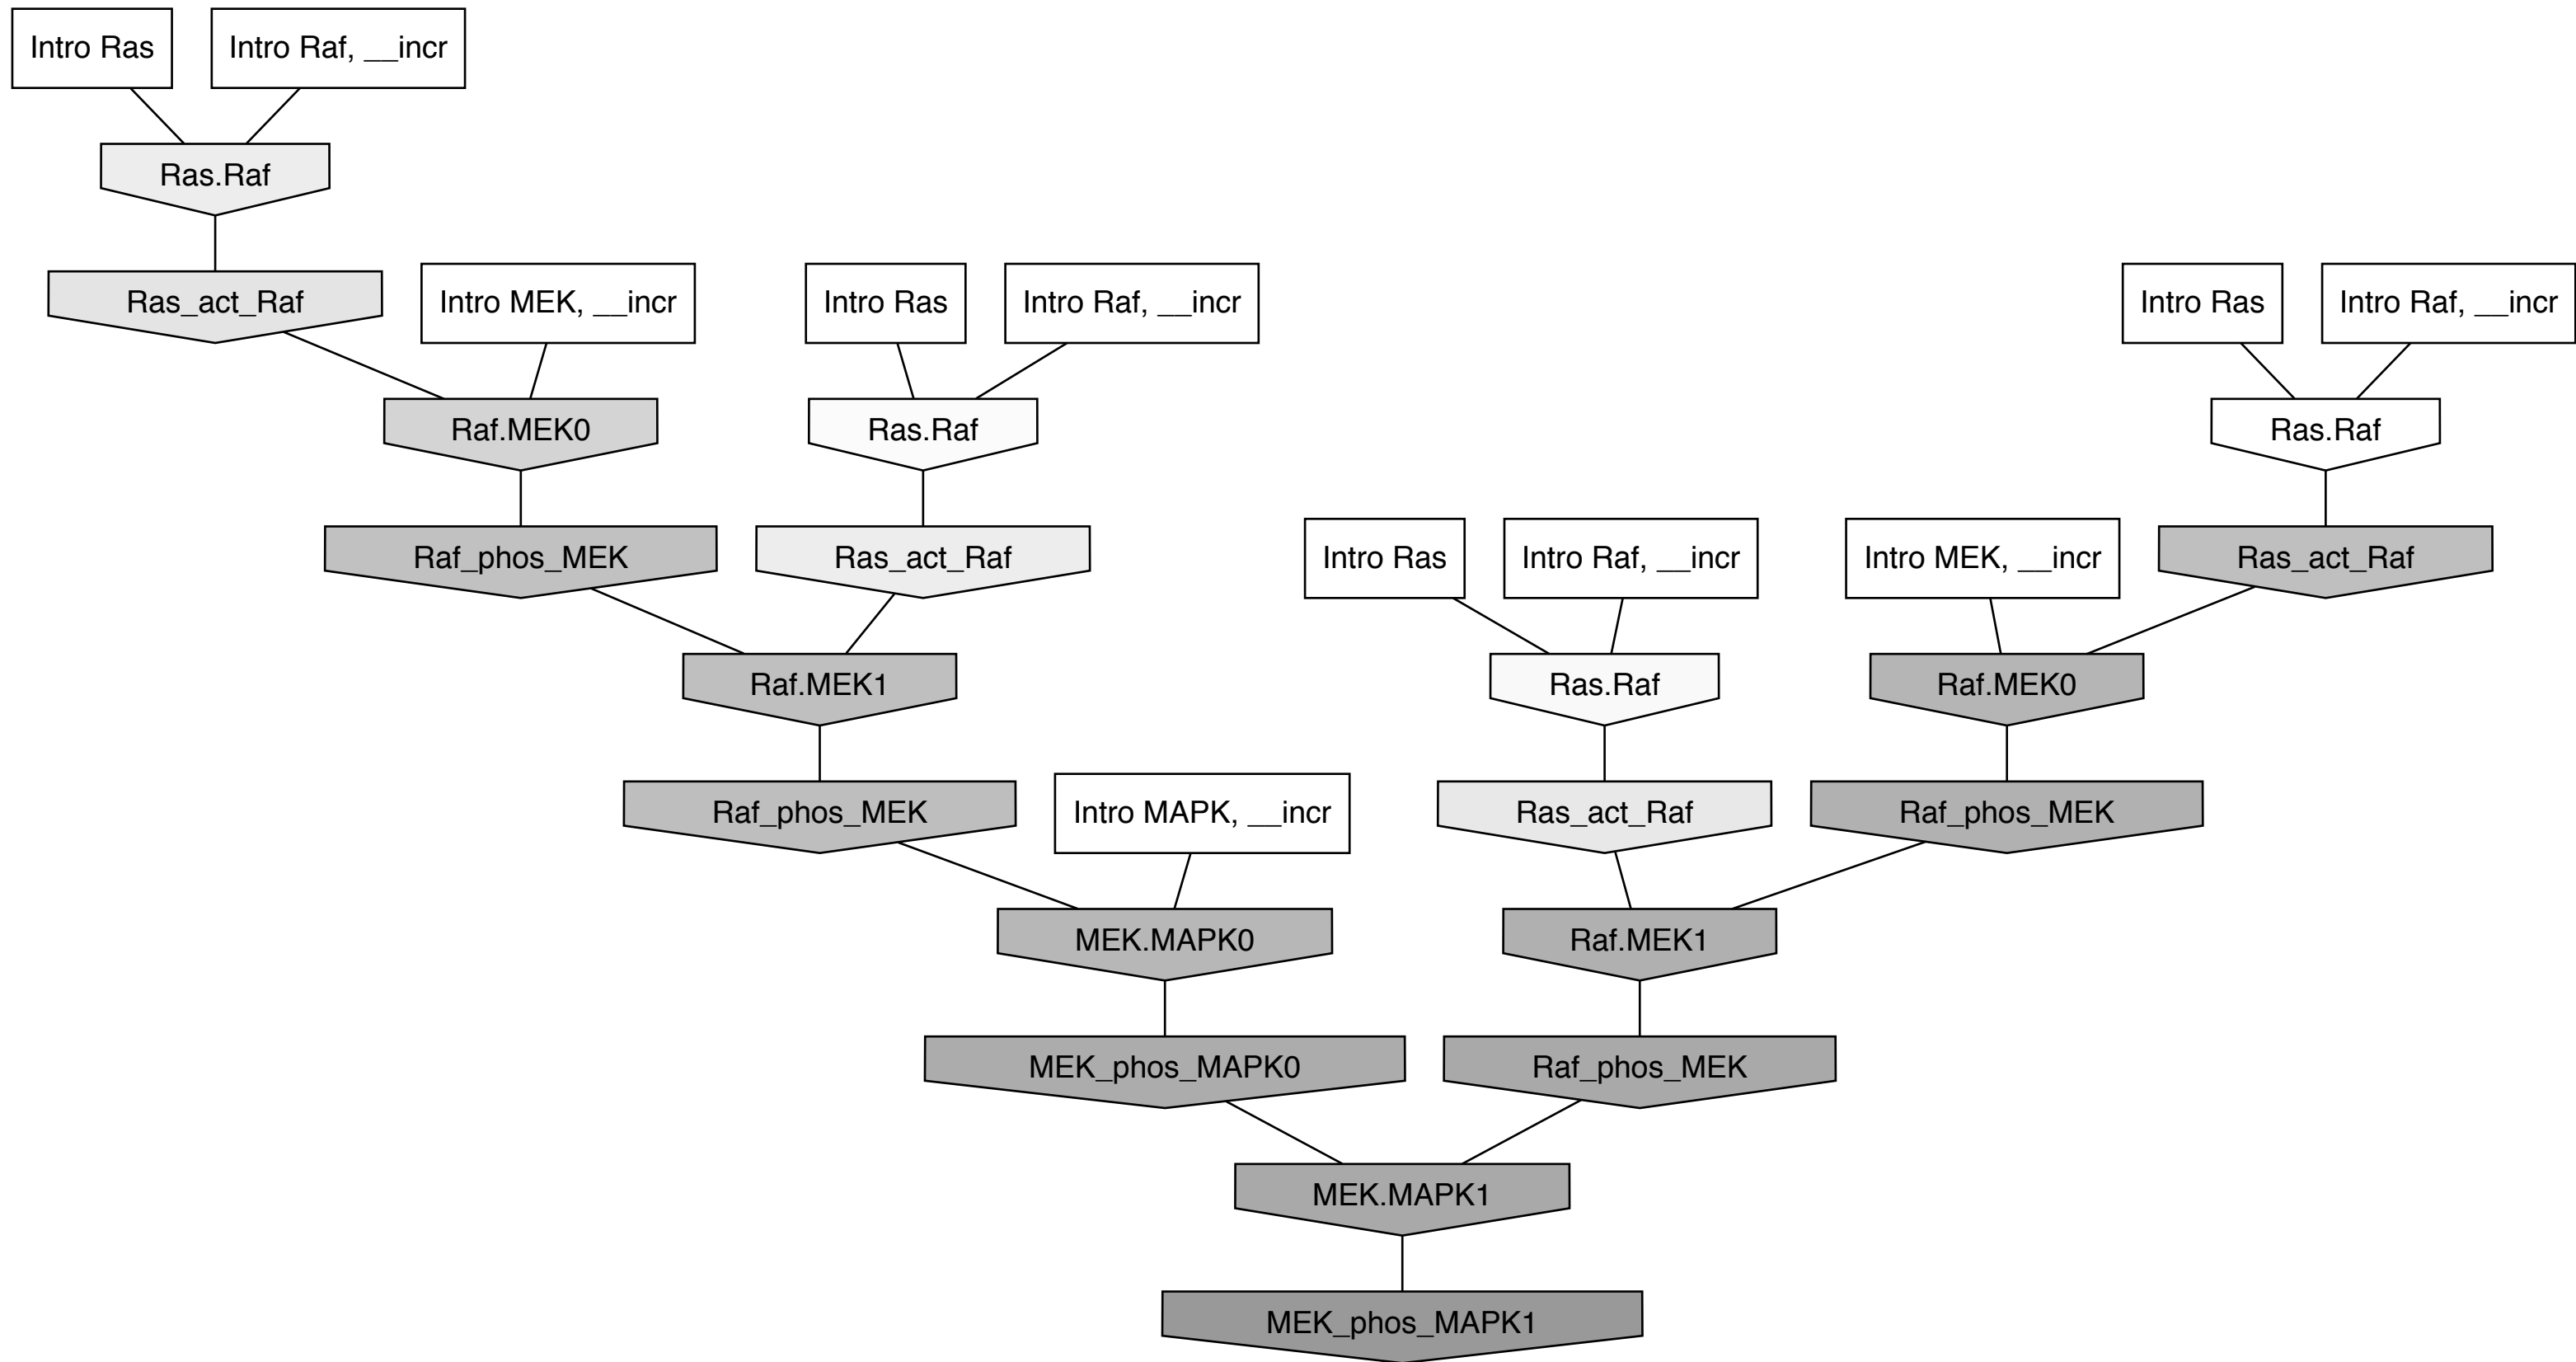 Intro Ras
Intro Raf, __incr
Ras.Raf
Ras_act_Raf
Intro MEK, __incr
Intro Ras
Intro Raf, __incr
Intro Ras
Intro Raf, __incr
Raf.MEK0
Ras.Raf
Ras.Raf
Raf_phos_MEK
Ras_act_Raf
Intro Ras
Intro Raf, __incr
Intro MEK, __incr
Ras_act_Raf
Raf.MEK1
Ras.Raf
Raf.MEK0
Raf_phos_MEK
Intro MAPK, __incr
Ras_act_Raf
Raf_phos_MEK
MEK.MAPK0
Raf.MEK1
MEK_phos_MAPK0
Raf_phos_MEK
MEK.MAPK1
MEK_phos_MAPK1